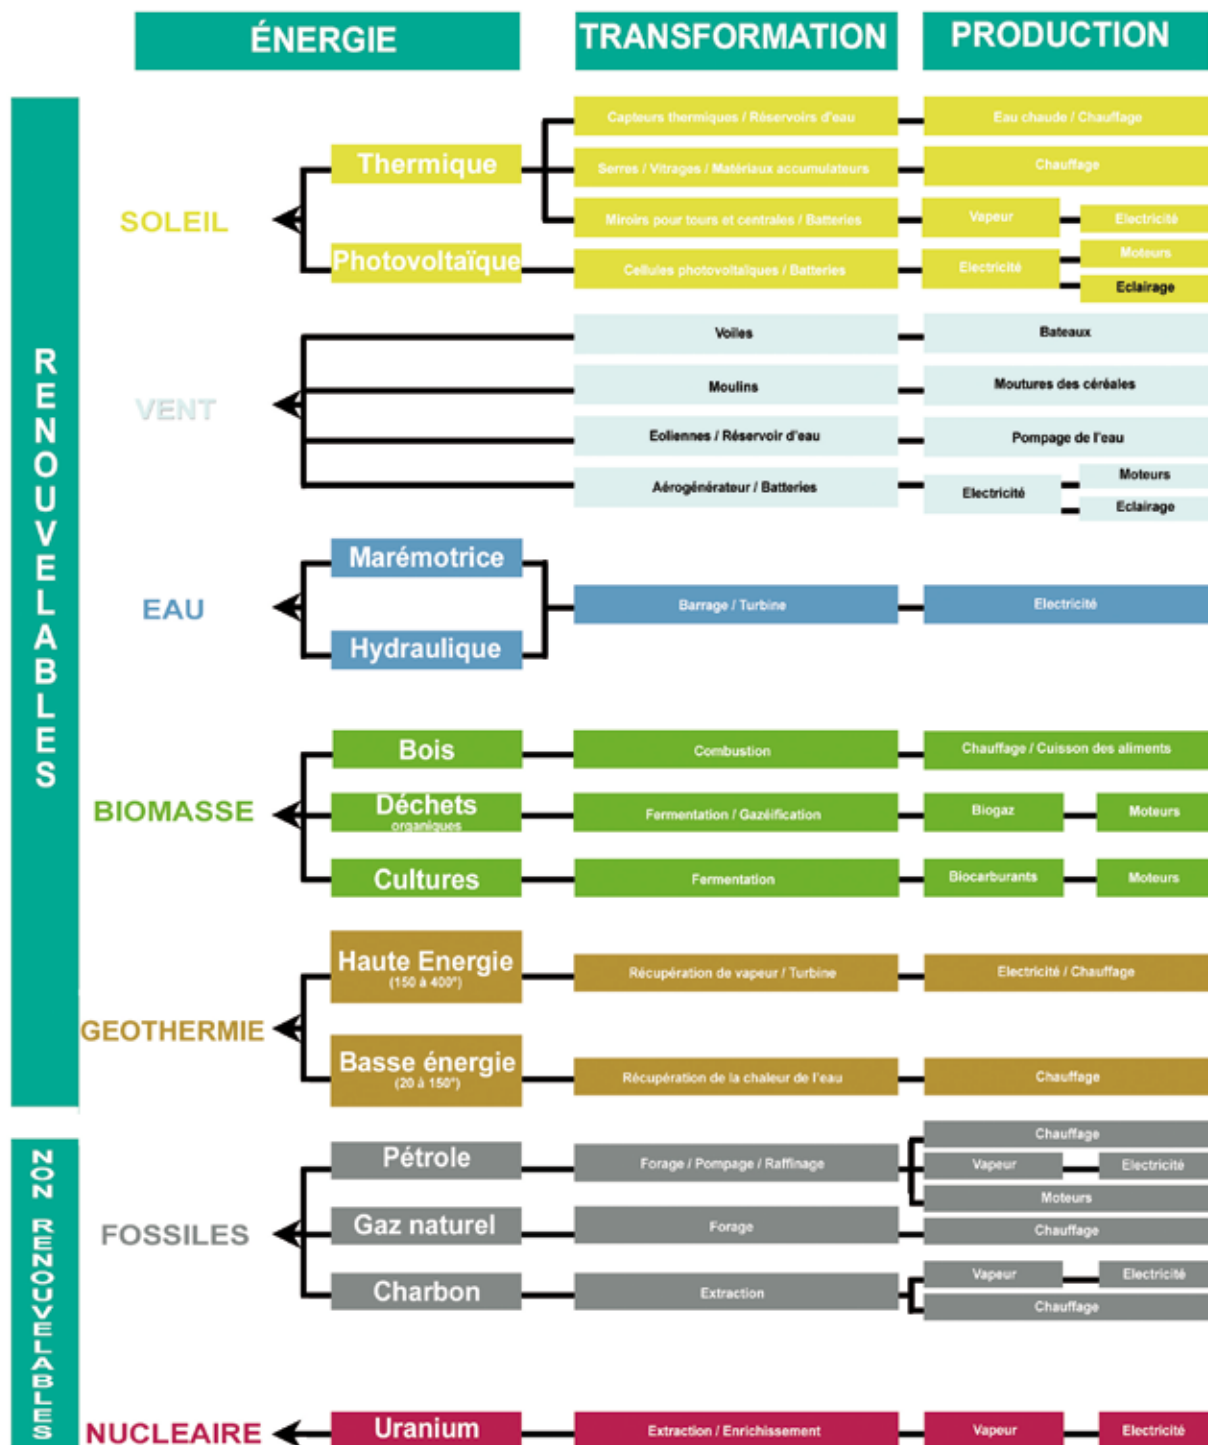 ÉNERGIE
TRANSFORMATION
PRODUCTION
RENOUVELABLES
SOLEIL
Thermique
Capteurs thermiques / Réservoirs d'eau
Eau chaude / Chauffage
Serres / Vitrages / Matériaux accumulateurs
Chauffage
Miroirs pour tours et centrales / Batteries
Vapeur
Electricité
Photovoltaïque
Cellules photovoltaïques / Batteries
Electricité
Moteurs
Eclairage
VENT
Voiles
Bateaux
Moulins
Moutures des céréales
Eoliennes / Réservoir d'eau
Pompage de l'eau
Aérogénérateur / Batteries
Electricité
Moteurs
Eclairage
EAU
Marémotrice
Hydraulique
Barrage / Turbine
Electricité
BIOMASSE
Bois
Combustion
Chauffage / Cuisson des aliments
Déchets
organiques
Fermentation / Gazéification
Biogaz
Moteurs
Cultures
Fermentation
Biocarburants
Moteurs
GEOTHERMIE
Haute Energie
(150 à 400°)
Récupération de vapeur / Turbine
Electricité / Chauffage
Basse énergie
(20 à 150°)
Récupération de la chaleur de l'eau
Chauffage
NON RENOUVELABLES
FOSSILES
Pétrole
Forage / Pompage / Raffinage
Chauffage
Vapeur
Electricité
Moteurs
Gaz naturel
Forage
Chauffage
Charbon
Extraction
Vapeur
Electricité
Chauffage
NUCLEAIRE
Uranium
Extraction / Enrichissement
Vapeur
Electricité